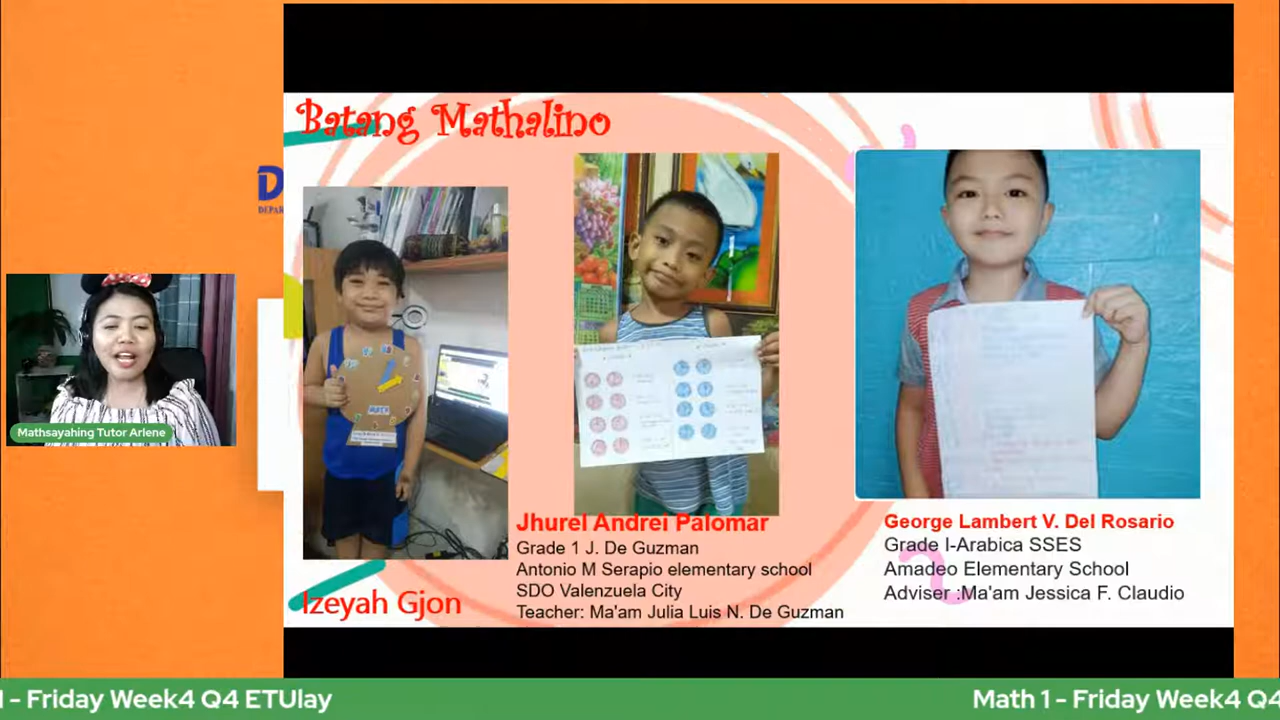 Batang Mathalino
Mathsayahing Tutor Arlene
Izeyah Gjon
Jhurel Andrei Palomar
Grade 1 J. De Guzman
Antonio M Serapio elementary school
SDO Valenzuela City
Teacher: Ma'am Julia Luis N. De Guzman
George Lambert V. Del Rosario
Grade I-Arabica SSES
Amadeo Elementary School
Adviser :Ma'am Jessica F. Claudio
- Friday Week4 Q4 ETUlay
Math 1 - Friday Week4 Q4